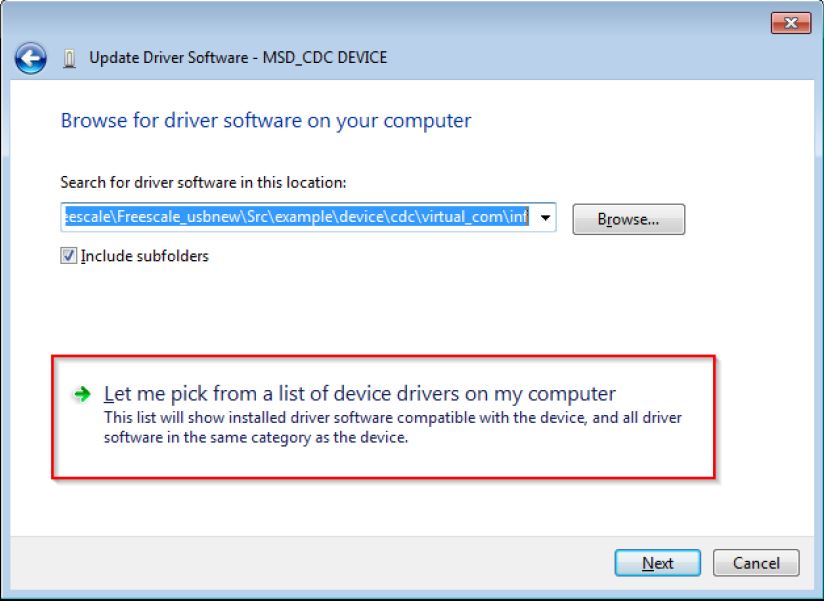 Update Driver Software - MSD_CDC DEVICE
Browse for driver software on your computer
Search for driver software in this location:
eescale\Freescale_usbnew\Src\example\device\cdc\virtual_com\inf
Browse...
Include subfolders
Let me pick from a list of device drivers on my computer
This list will show installed driver software compatible with the device, and all driver
software in the same category as the device.
Next
Cancel